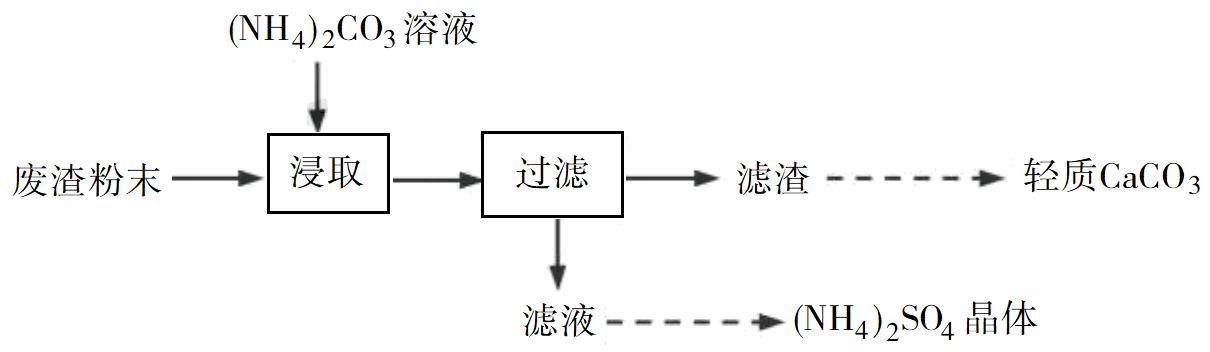 (NH4)2CO3溶液
废渣粉末
浸取
过滤
滤渣
轻质CaCO3
滤液
(NH4)2SO4晶体